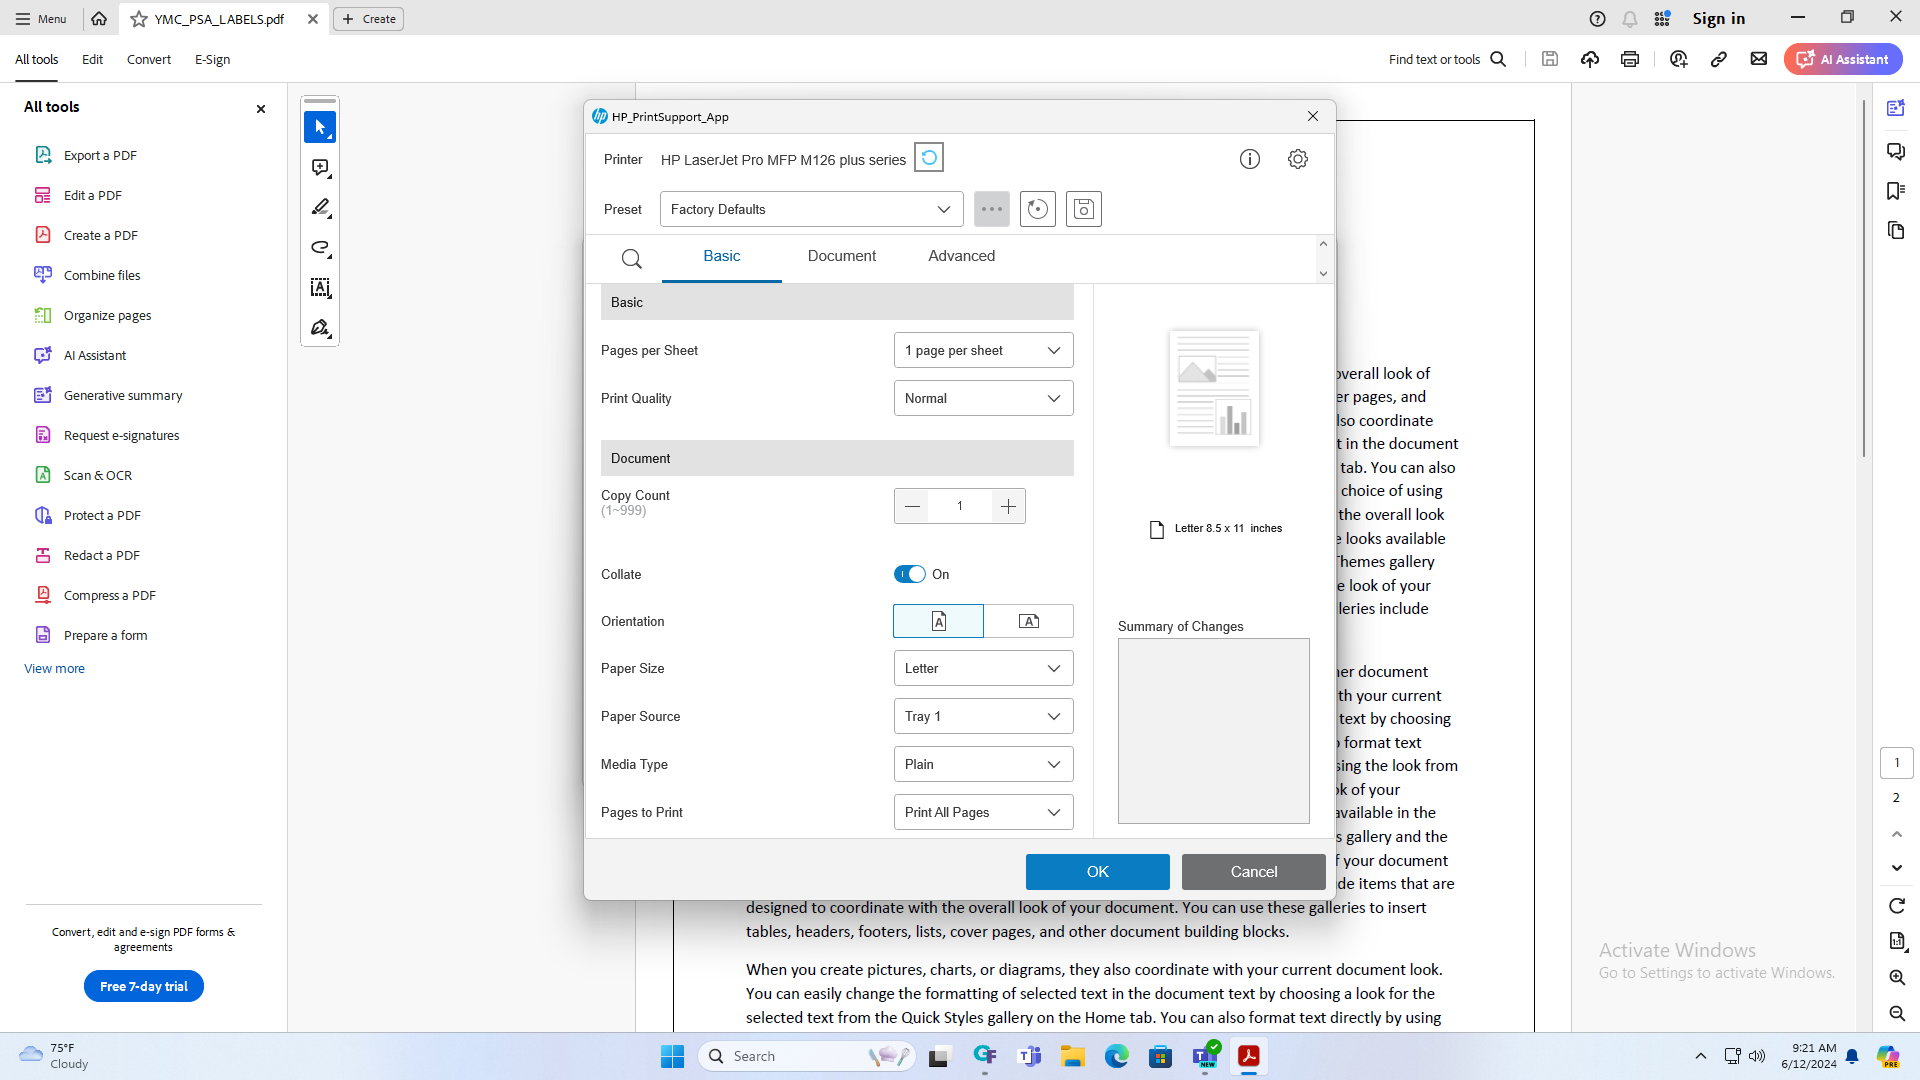 Menu
YMC_PSA_LABELS.pdf
Create
Sign in
All tools
Edit
Convert
E-Sign
Find text or tools
AI Assistant
All tools
Export a PDF
Edit a PDF
Create a PDF
Combine files
Organize pages
AI Assistant
Generative summary
Request e-signatures
Scan & OCR
Protect a PDF
Redact a PDF
Compress a PDF
Prepare a form
View more
Convert, edit and e-sign PDF forms &
agreements
Free 7-day trial
HP_PrintSupport_App
Printer HP LaserJet Pro MFP M126 plus series
Preset Factory Defaults
Basic Document Advanced
Basic
Pages per Sheet 1 page per sheet
Print Quality Normal
Document
Copy Count 1
(1~999)
Collate On
Orientation A A
Paper Size Letter
Paper Source Tray 1
Media Type Plain
Pages to Print Print All Pages
Letter 8.5 x 11 inches
Summary of Changes
OK Cancel
overall look of
pages, and
coordinate
in the document
tab. You can also
choice of using
the overall look
looks available
Themes gallery
look of your
include
document
your current
text by choosing
format text
the look from
of your
available in the
gallery and the
your document
items that are
designed to coordinate with the overall look of your document. You can use these galleries to insert
tables, headers, footers, lists, cover pages, and other document building blocks.
When you create pictures, charts, or diagrams, they also coordinate with your current document look.
You can easily change the formatting of selected text in the document text by choosing a look for the
selected text from the Quick Styles gallery on the Home tab. You can also format text directly by using
1
2
1:1
Activate Windows
Go to Settings to activate Windows.
75°F
Cloudy
Search
NEW
9:21 AM
6/12/2024
PRE